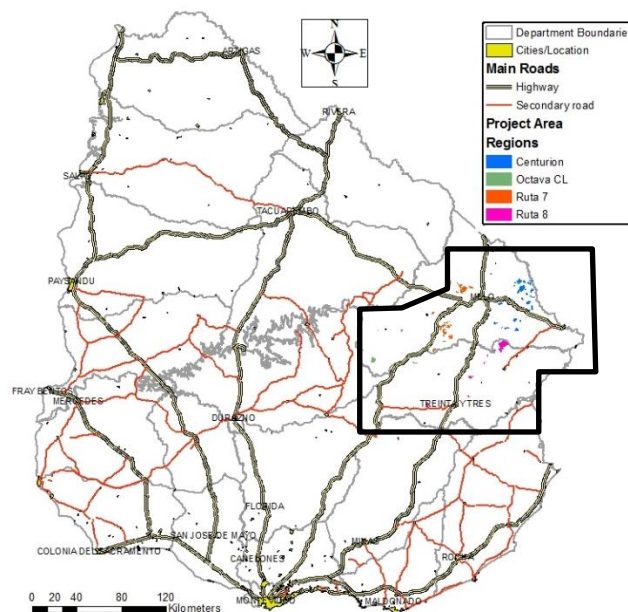 N
W E
S
Department Boundaries
Cities/Location
Main Roads
Highway
Secondary road
Project Area
Regions
Centurion
Octava CL
Ruta 7
Ruta 8
ARTIGAS
RIVERA
SALTO
TACUAREMBO
PAYSANDU
MELO
FRAY BENTOS
MERCEDES
TREINTA Y TRES
DURAZNO
FLORIDA
SAN JOSE DE MAYO
MINAS
COLONIA DEL SACRAMENTO
CANELONES
ROCHA
MONTEVIDEO
MALDONADO
0 20 40 80 120
Kilometers